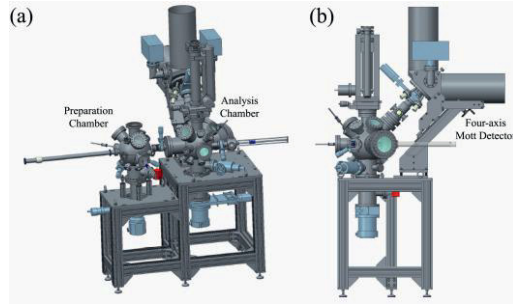 (a)
Preparation
Chamber
Analysis
Chamber
(b)
Four-axis
Mott Detector